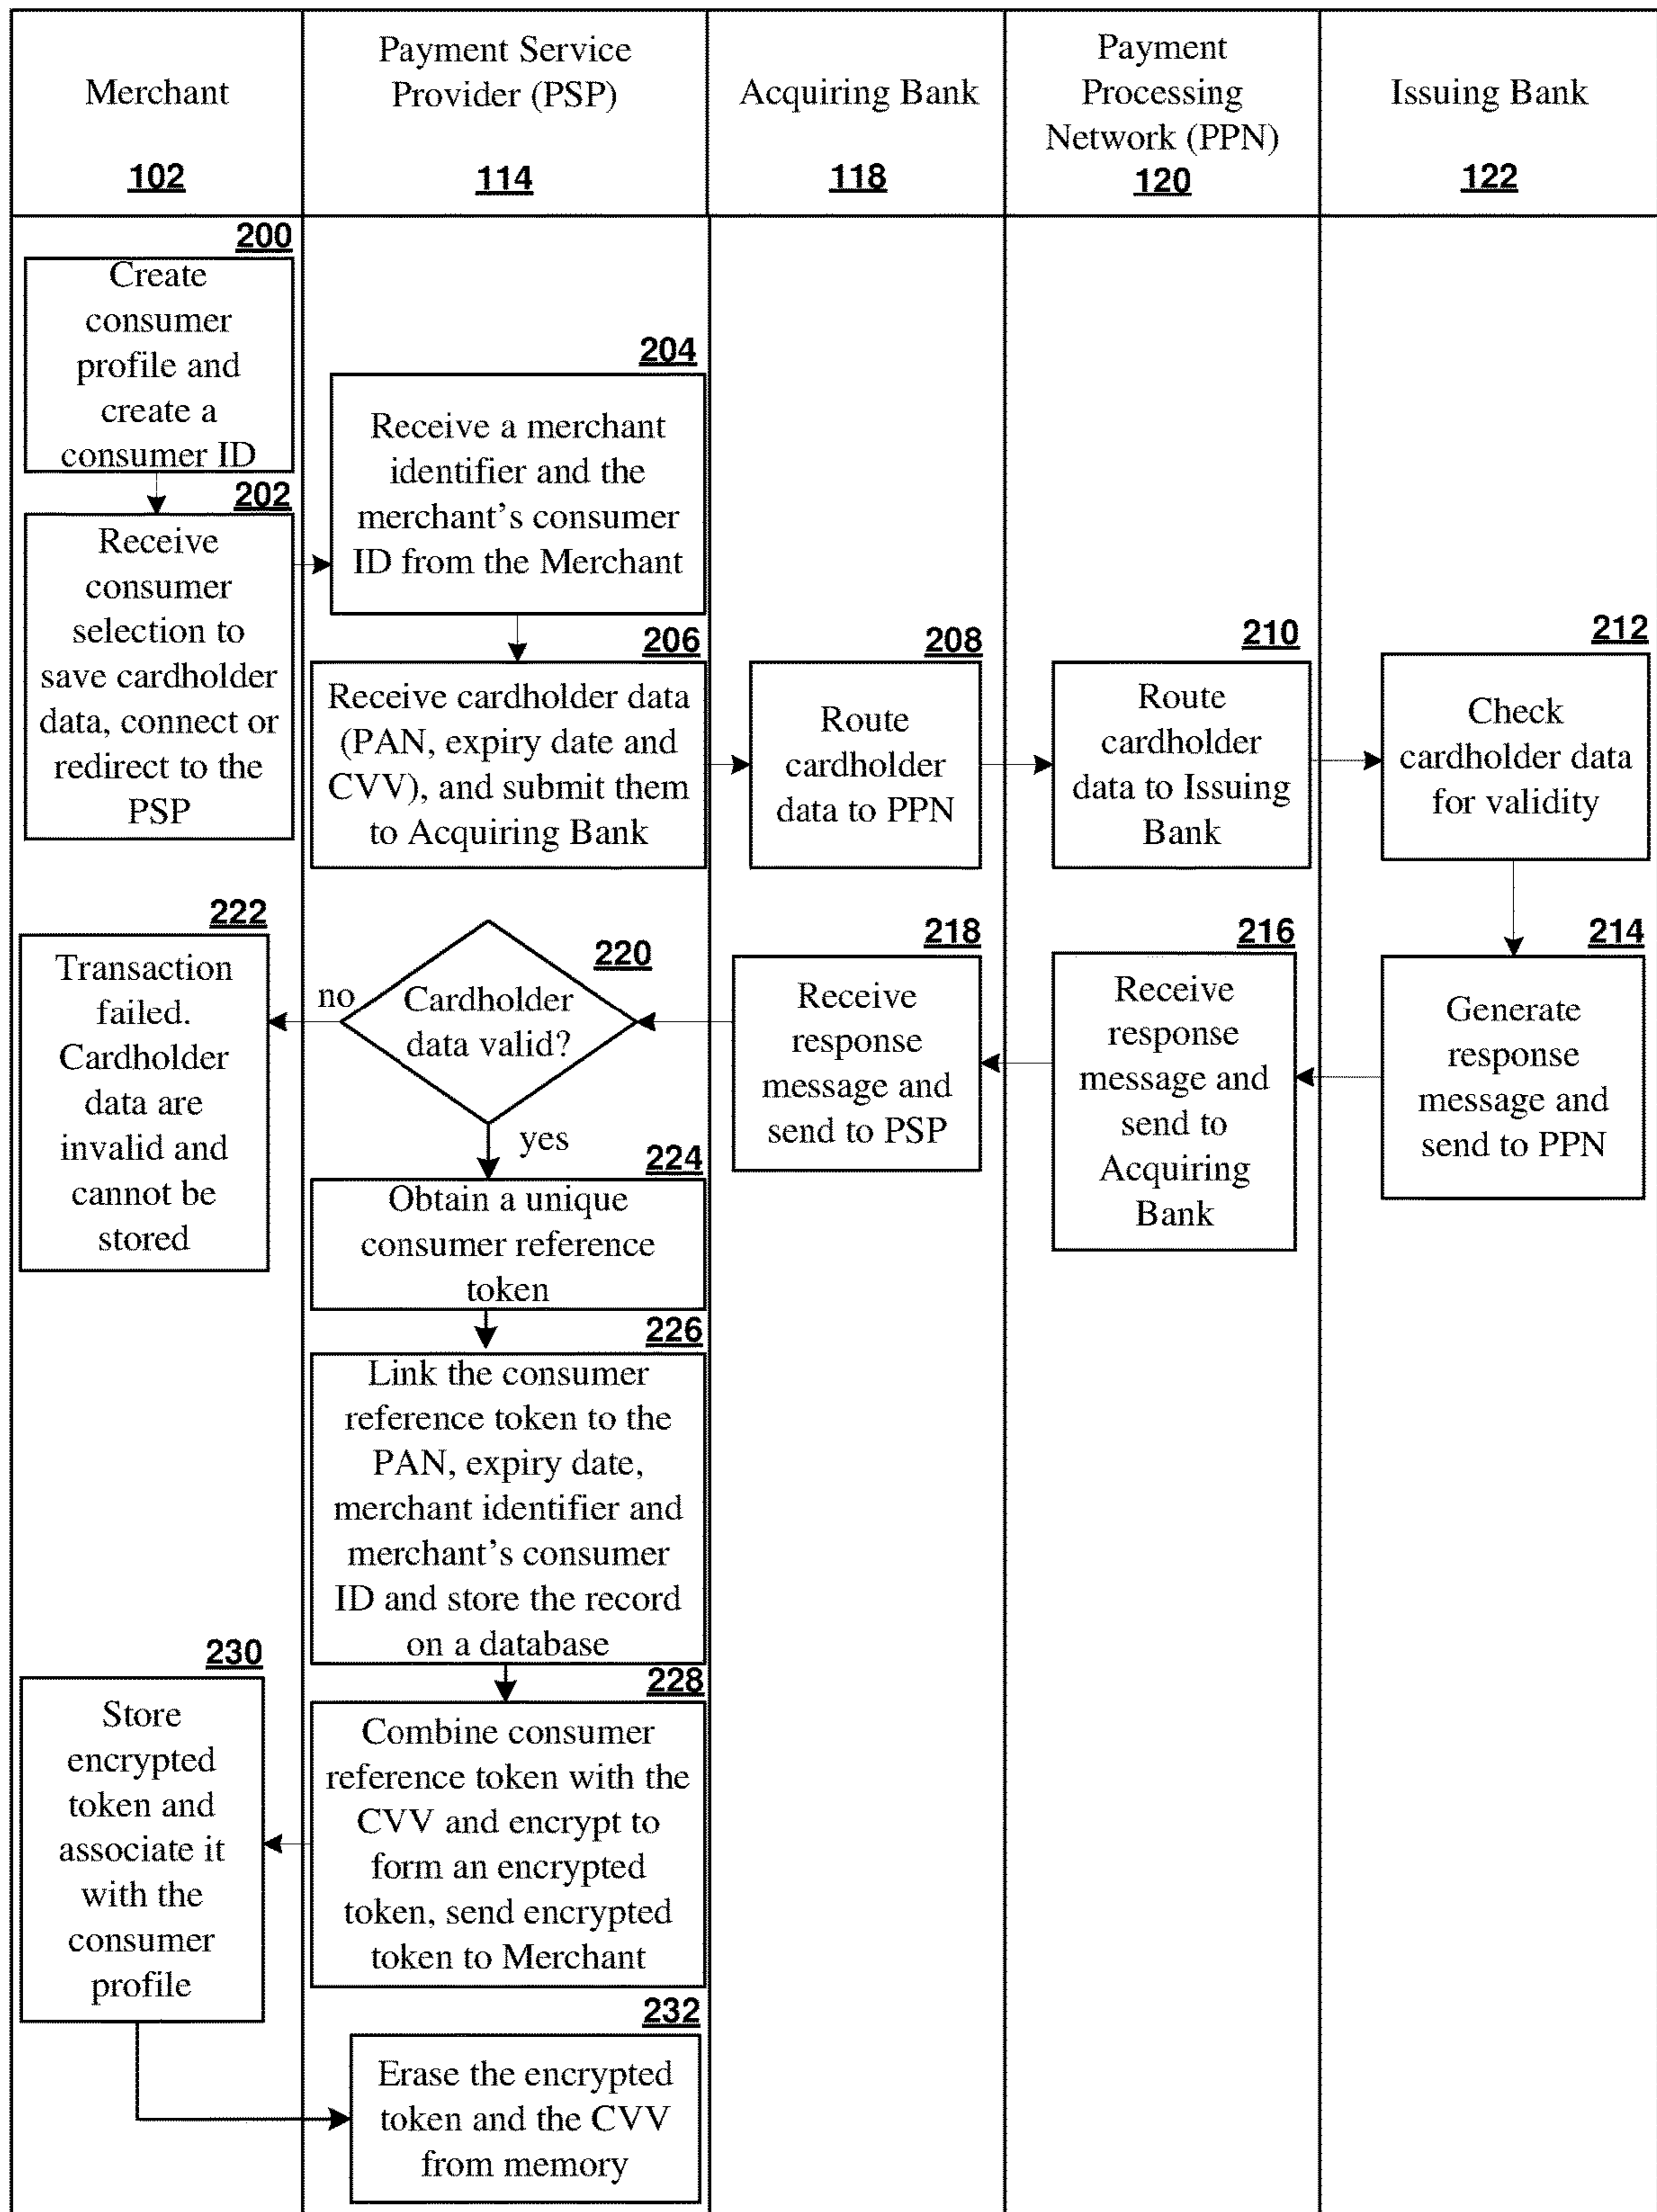 Merchant
102
Payment Service
Provider (PSP)
114
Acquiring Bank
118
Payment
Processing
Network (PPN)
120
Issuing Bank
122
200
Create
consumer
profile and
create a
consumer ID
202
Receive
consumer
selection to
save cardholder
data, connect or
redirect to the
PSP
204
Receive a merchant
identifier and the
merchant's consumer
ID from the Merchant
206
Receive cardholder data
(PAN, expiry date and
CVV), and submit them
to Acquiring Bank
208
Route
cardholder
data to PPN
210
Route
cardholder
data to Issuing
Bank
212
Check
cardholder data
for validity
214
Generate
response
message and
send to PPN
216
Receive
response
message and
send to
Acquiring
Bank
218
Receive
response
message and
send to PSP
220
Cardholder
data valid?
no
222
Transaction
failed.
Cardholder
data are
invalid and
cannot be
stored
yes
224
Obtain a unique
consumer reference
token
226
Link the consumer
reference token to the
PAN, expiry date,
merchant identifier and
merchant's consumer
ID and store the record
on a database
228
Combine consumer
reference token with the
CVV and encrypt to
form an encrypted
token, send encrypted
token to Merchant
230
Store
encrypted
token and
associate it
with the
consumer
profile
232
Erase the encrypted
token and the CVV
from memory